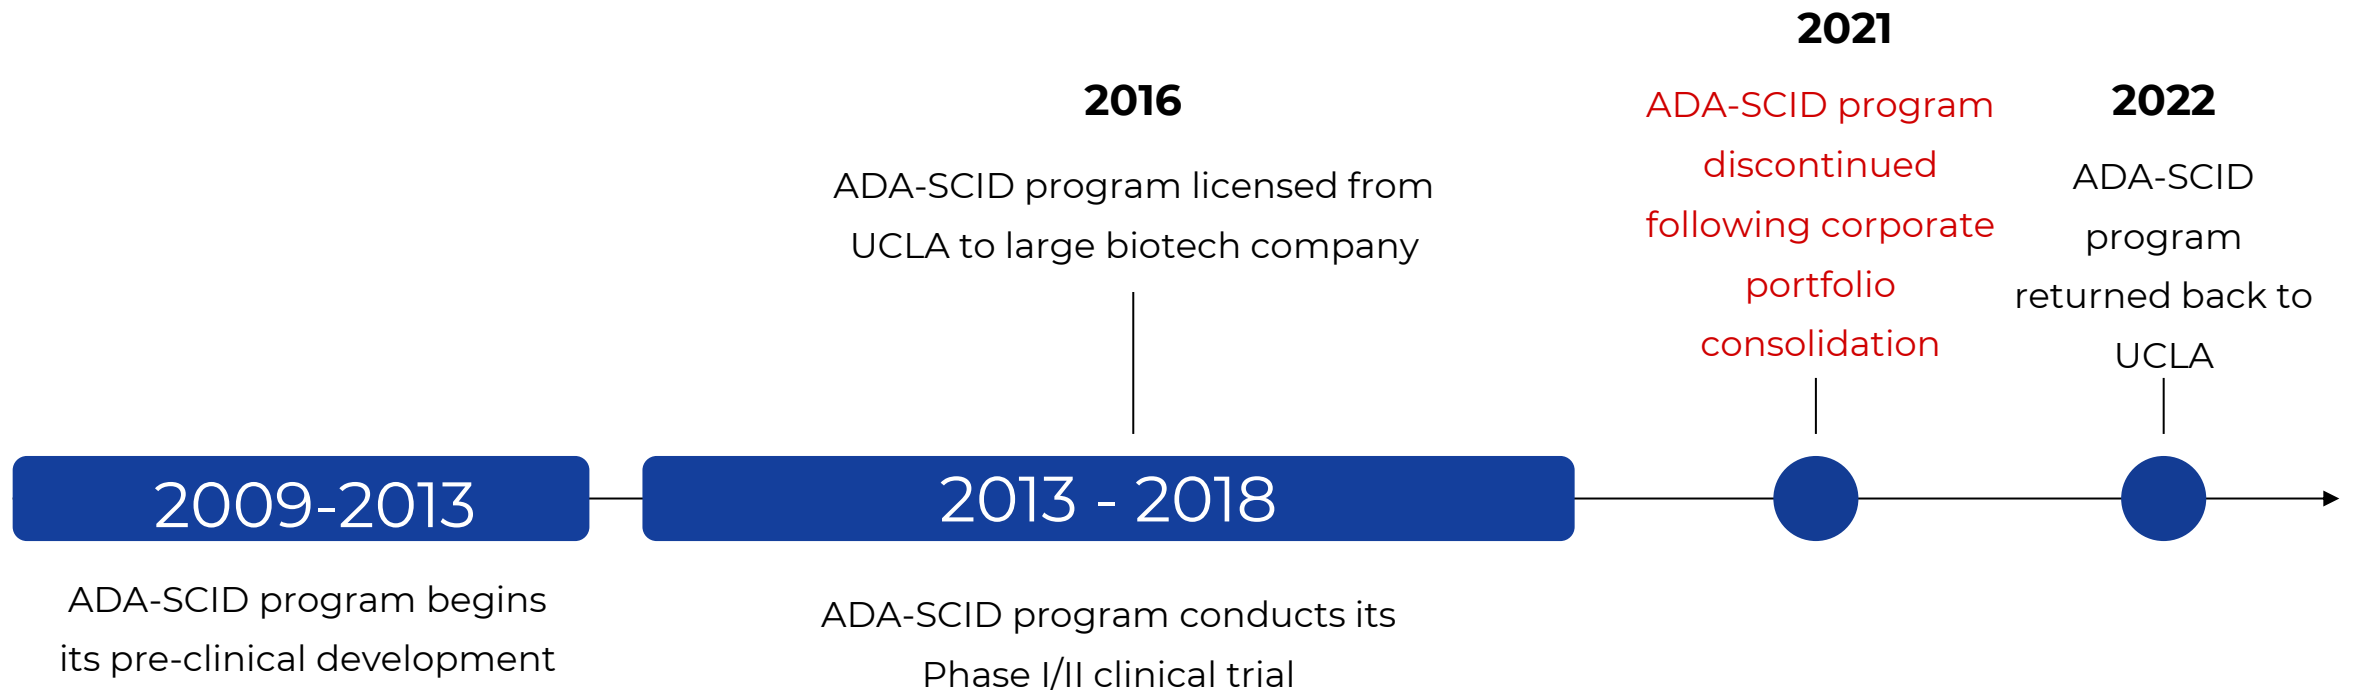 2021
ADA-SCID program
discontinued
following corporate
portfolio
consolidation
2016
ADA-SCID program licensed from
UCLA to large biotech company
2022
ADA-SCID
program
returned back to
UCLA
2009-2013
2013 - 2018
ADA-SCID program begins
its pre-clinical development
ADA-SCID program conducts its
Phase I/II clinical trial